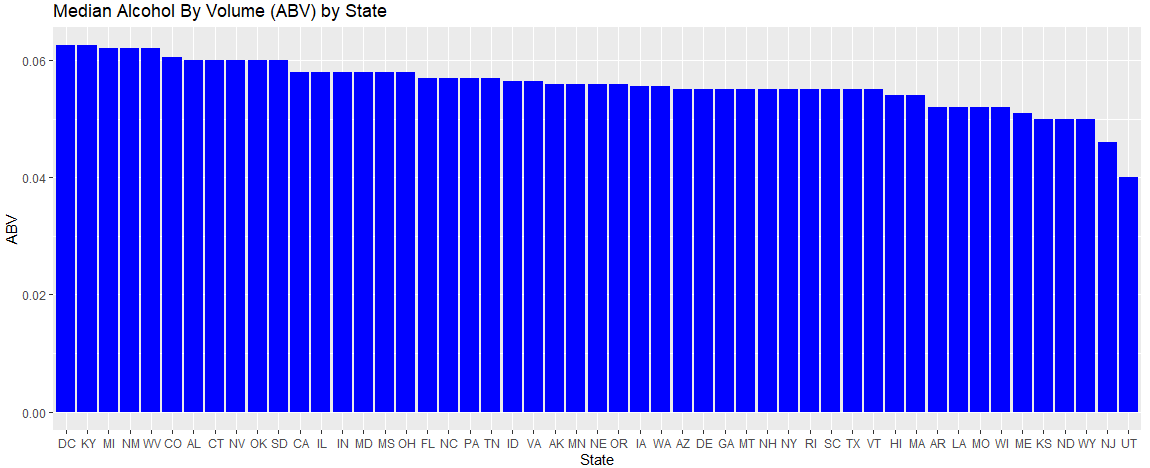 Median Alcohol By Volume (ABV) by State
ABV
0.06
0.04
0.02
0.00
DC KY MI NM WV CO AL CT NV OK SD CA IL IN MD MS OH FL NC PA TN ID VA AK MN NE OR IA WA AZ DE GA MT NH NY RI SC TX VT HI MA AR LA MO WI ME KS ND WY NJ UT
State